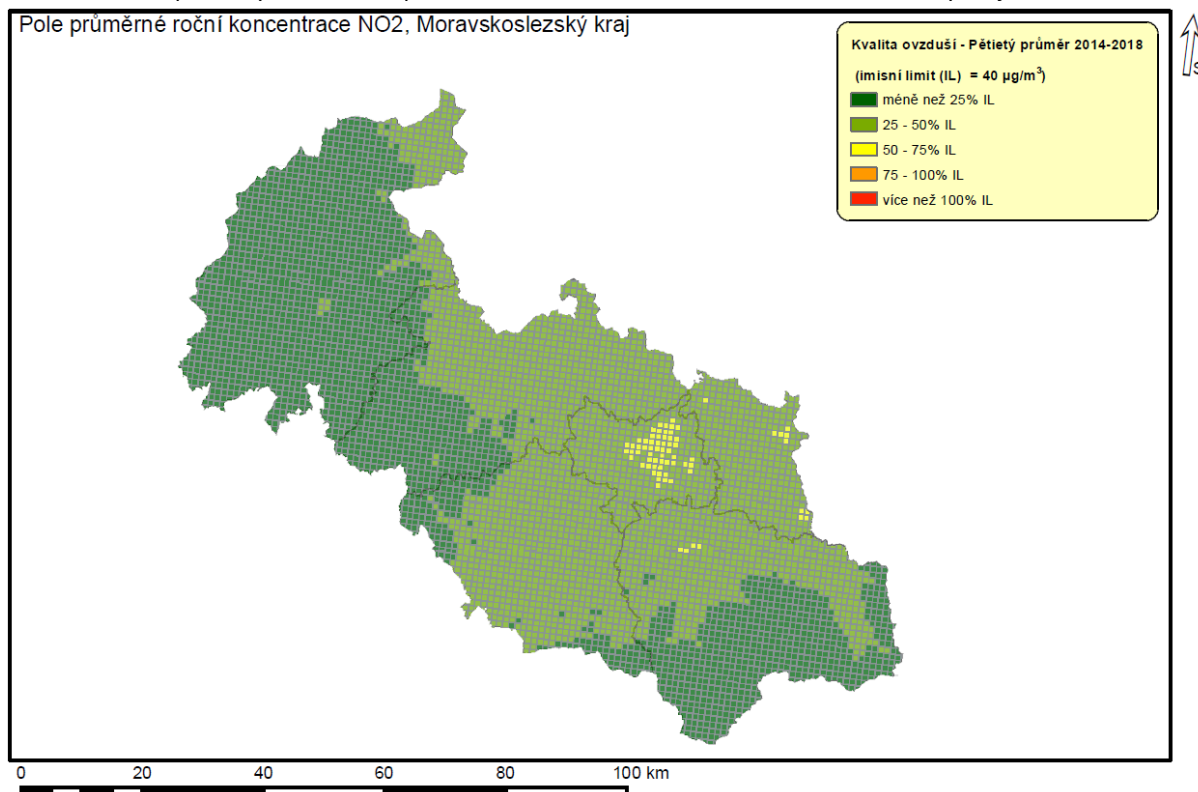 Pole průměrné roční koncentrace NO2, Moravskoslezský kraj
Kvalita ovzduší - Pětiletý průměr 2014-2018
(imisní limit (IL) = 40 µg/m³)
méně než 25% IL
25 - 50% IL
50 - 75% IL
75 - 100% IL
více než 100% IL
S
0 20 40 60 80 100 km